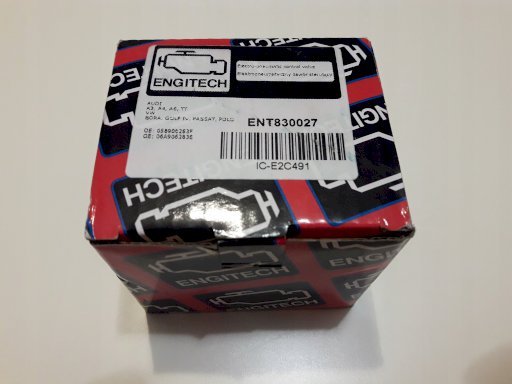 ENGITECH
Electro-pneumatic control valve
AUDI
A3, A4, A6, TT
VW
BORA, GOLF IV, PASSAT, POLO
ENT830027
OE: 058906283F
OE: 06A906283E
IC-E2C491
ENGITECH
ENGITECH
ENGITECH
ENGITECH